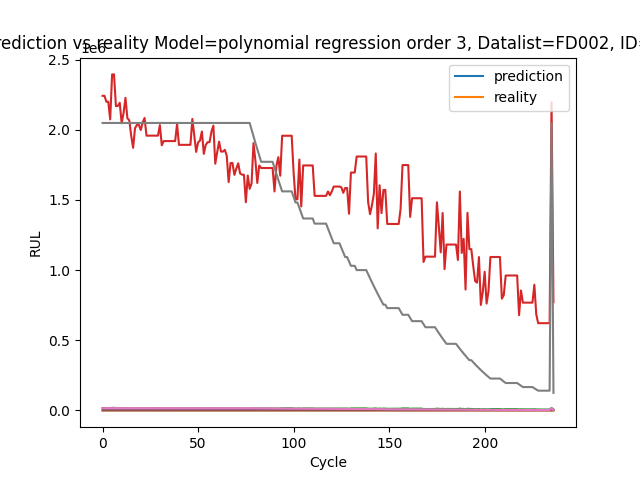 rediction vs reality Model=polynomial regression order 3, Datalist=FD002, ID=
1e6
2.5
2.0
1.5
1.0
0.5
0.0
RUL
prediction
reality
0
50
100
150
200
Cycle